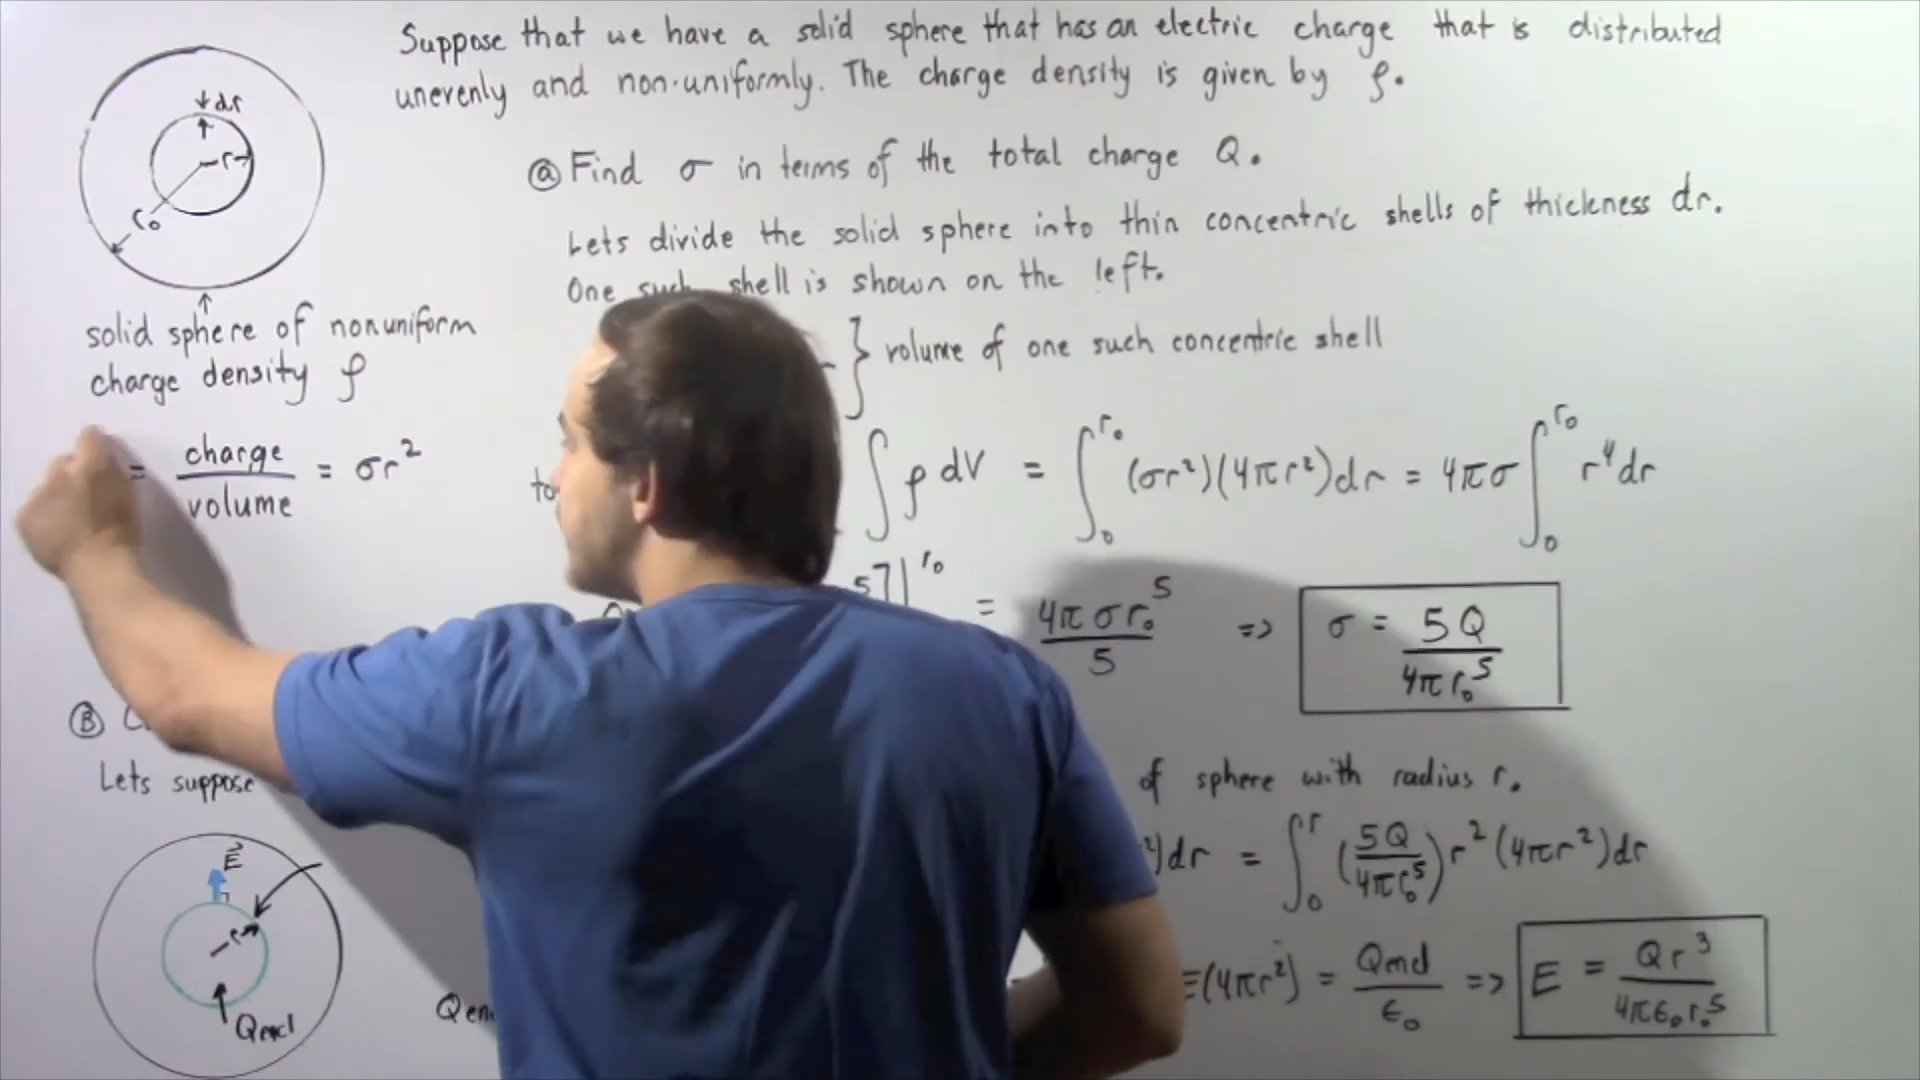 Suppose that we have a solid sphere that has an electric charge that is distributed
unevenly and non-uniformly. The charge density is given by ρ.
dr
r
r₀
ⓐ Find σ in terms of the total charge Q.
Lets divide the solid sphere into thin concentric shells of thickness dr.
One such shell is shown on the left.
} volume of one such concentric shell
solid sphere of nonuniform
charge density ρ
= charge/volume = σr²
∫ρdV = ∫₀^r₀ (σr²)(4πr²)dr = 4πσ ∫₀^r₀ r⁴dr
5]|^r₀ = 4πσr₀⁵/5 => σ = 5Q/4πr₀⁵
Ⓑ
Lets suppose of sphere with radius r.
²)dr = ∫₀^r (5Q/4πr₀⁵)r²(4πr²)dr
E(4πr²) = Qencl/ϵ₀ => E = Qr³/4πϵ₀r₀⁵
E⃗
r
Qencl